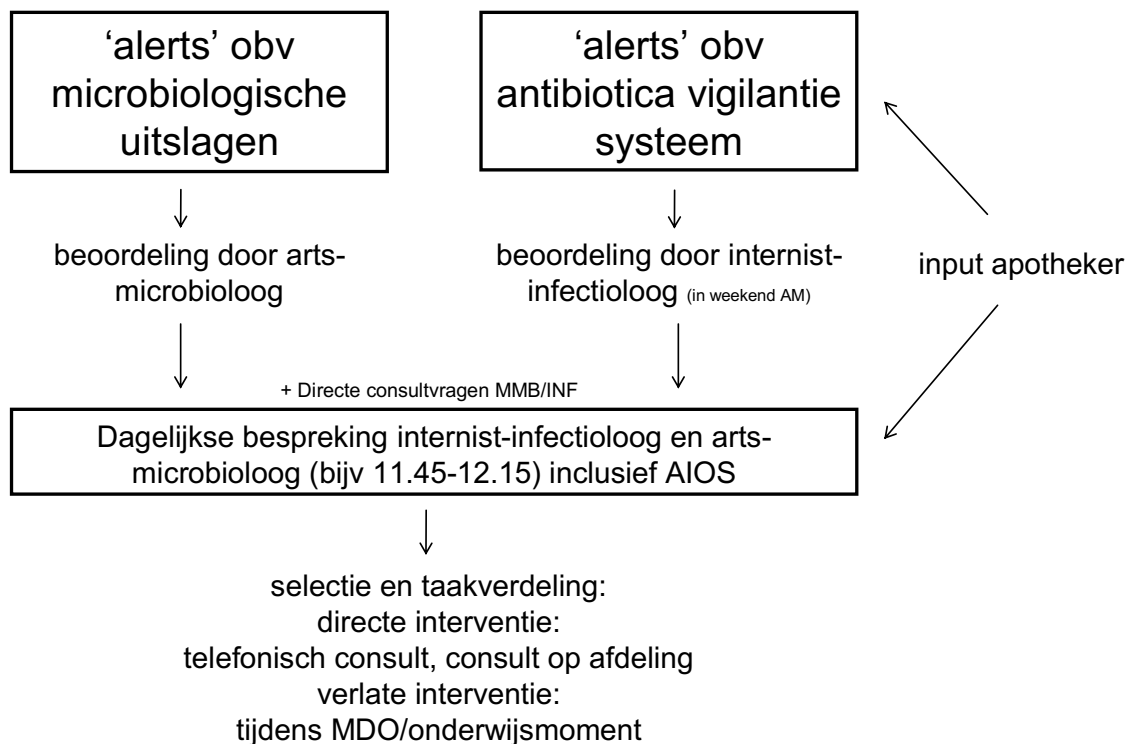 ‘alerts’ obv
microbiologische
uitslagen
‘alerts’ obv
antibiotica vigilantie
systeem
beoordeling door arts-
microbioloog
beoordeling door internist-
infectioloog (in weekend AM)
input apotheker
+ Directe consultvragen MMB/INF
Dagelijkse bespreking internist-infectioloog en arts-
microbioloog (bijv 11.45-12.15) inclusief AIOS
selectie en taakverdeling:
directe interventie:
telefonisch consult, consult op afdeling
verlate interventie:
tijdens MDO/onderwijsmoment